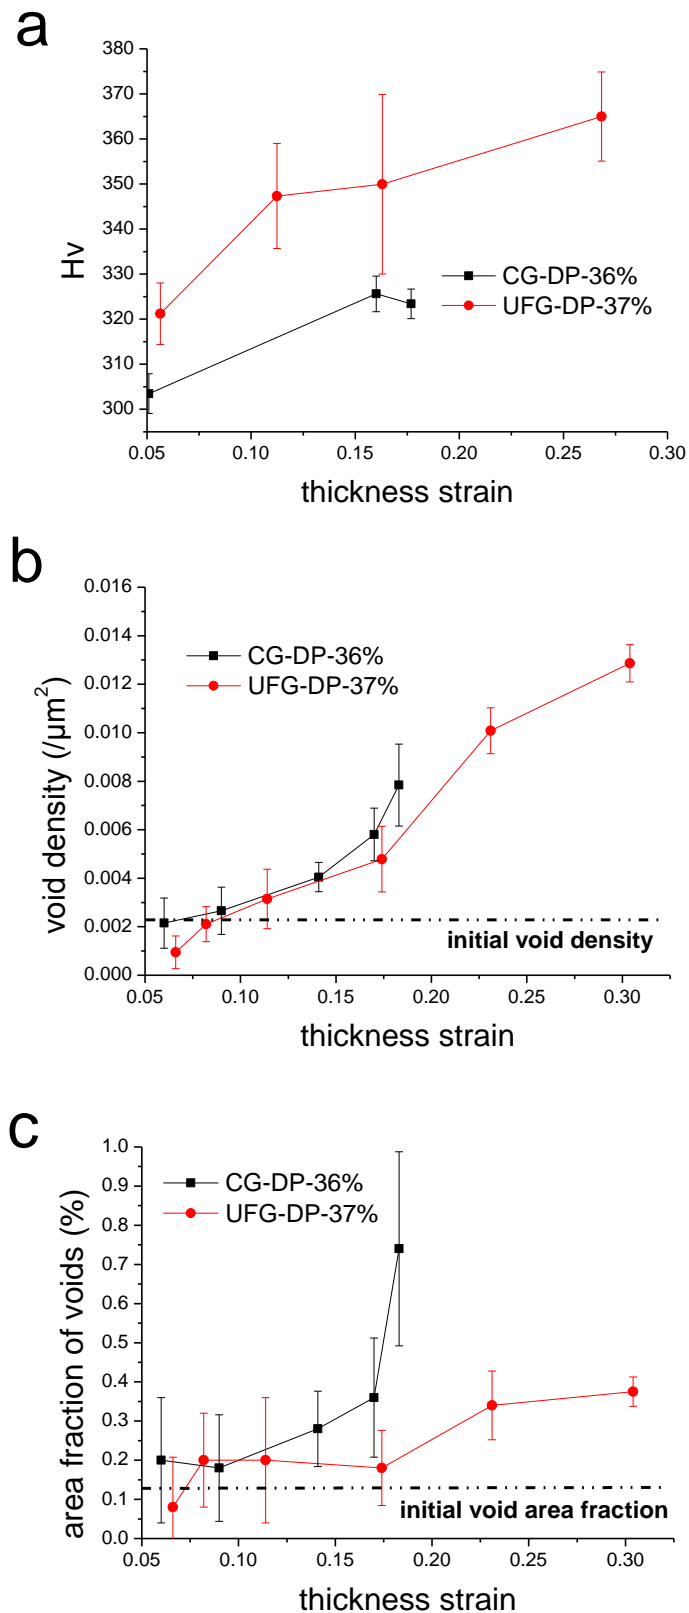 a
380
370
360
350
340
330
320
310
300
Hv
CG-DP-36%
UFG-DP-37%
0.05 0.10 0.15 0.20 0.25 0.30
thickness strain
b
0.016
0.014
0.012
0.010
0.008
0.006
0.004
0.002
0.000
void density (/µm²)
CG-DP-36%
UFG-DP-37%
initial void density
0.05 0.10 0.15 0.20 0.25 0.30
thickness strain
c
1.0
0.9
0.8
0.7
0.6
0.5
0.4
0.3
0.2
0.1
0.0
area fraction of voids (%)
CG-DP-36%
UFG-DP-37%
initial void area fraction
0.05 0.10 0.15 0.20 0.25 0.30
thickness strain